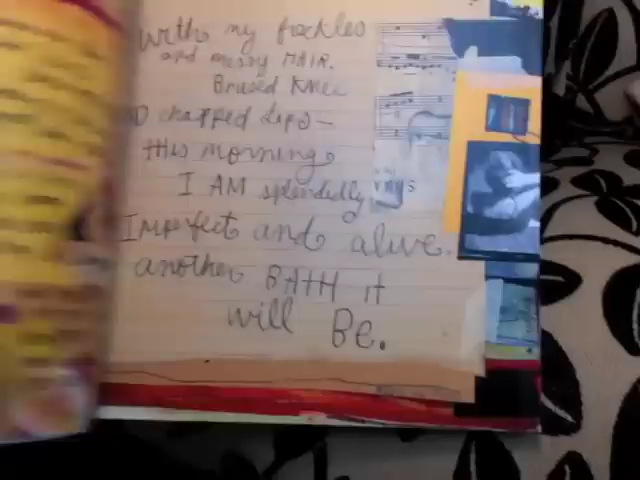 with my freckles
and messy HAIR.
Brused Knee
D chapped lips-
this morning
I AM splendidly
Imperfect and alive.
another BATH it
will Be.